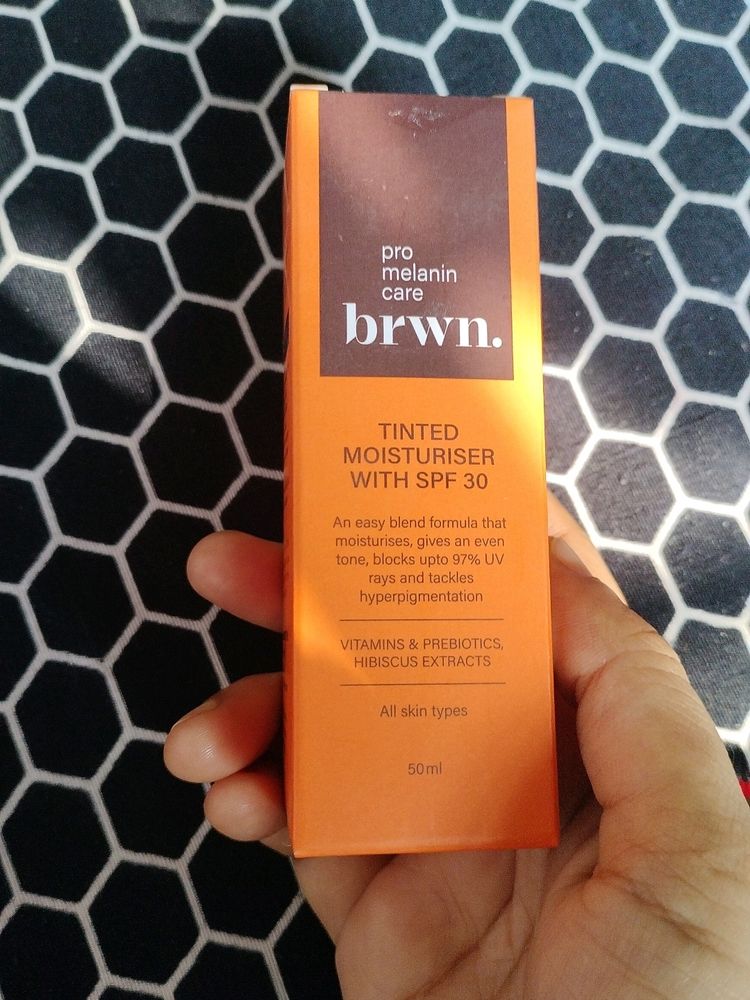 pro
melanin
care
brwn.
TINTED
MOISTURISER
WITH SPF 30
An easy blend formula that
moisturises, gives an even
tone, blocks upto 97% UV
rays and tackles
hyperpigmentation
VITAMINS & PREBIOTICS,
HIBISCUS EXTRACTS
All skin types
50ml